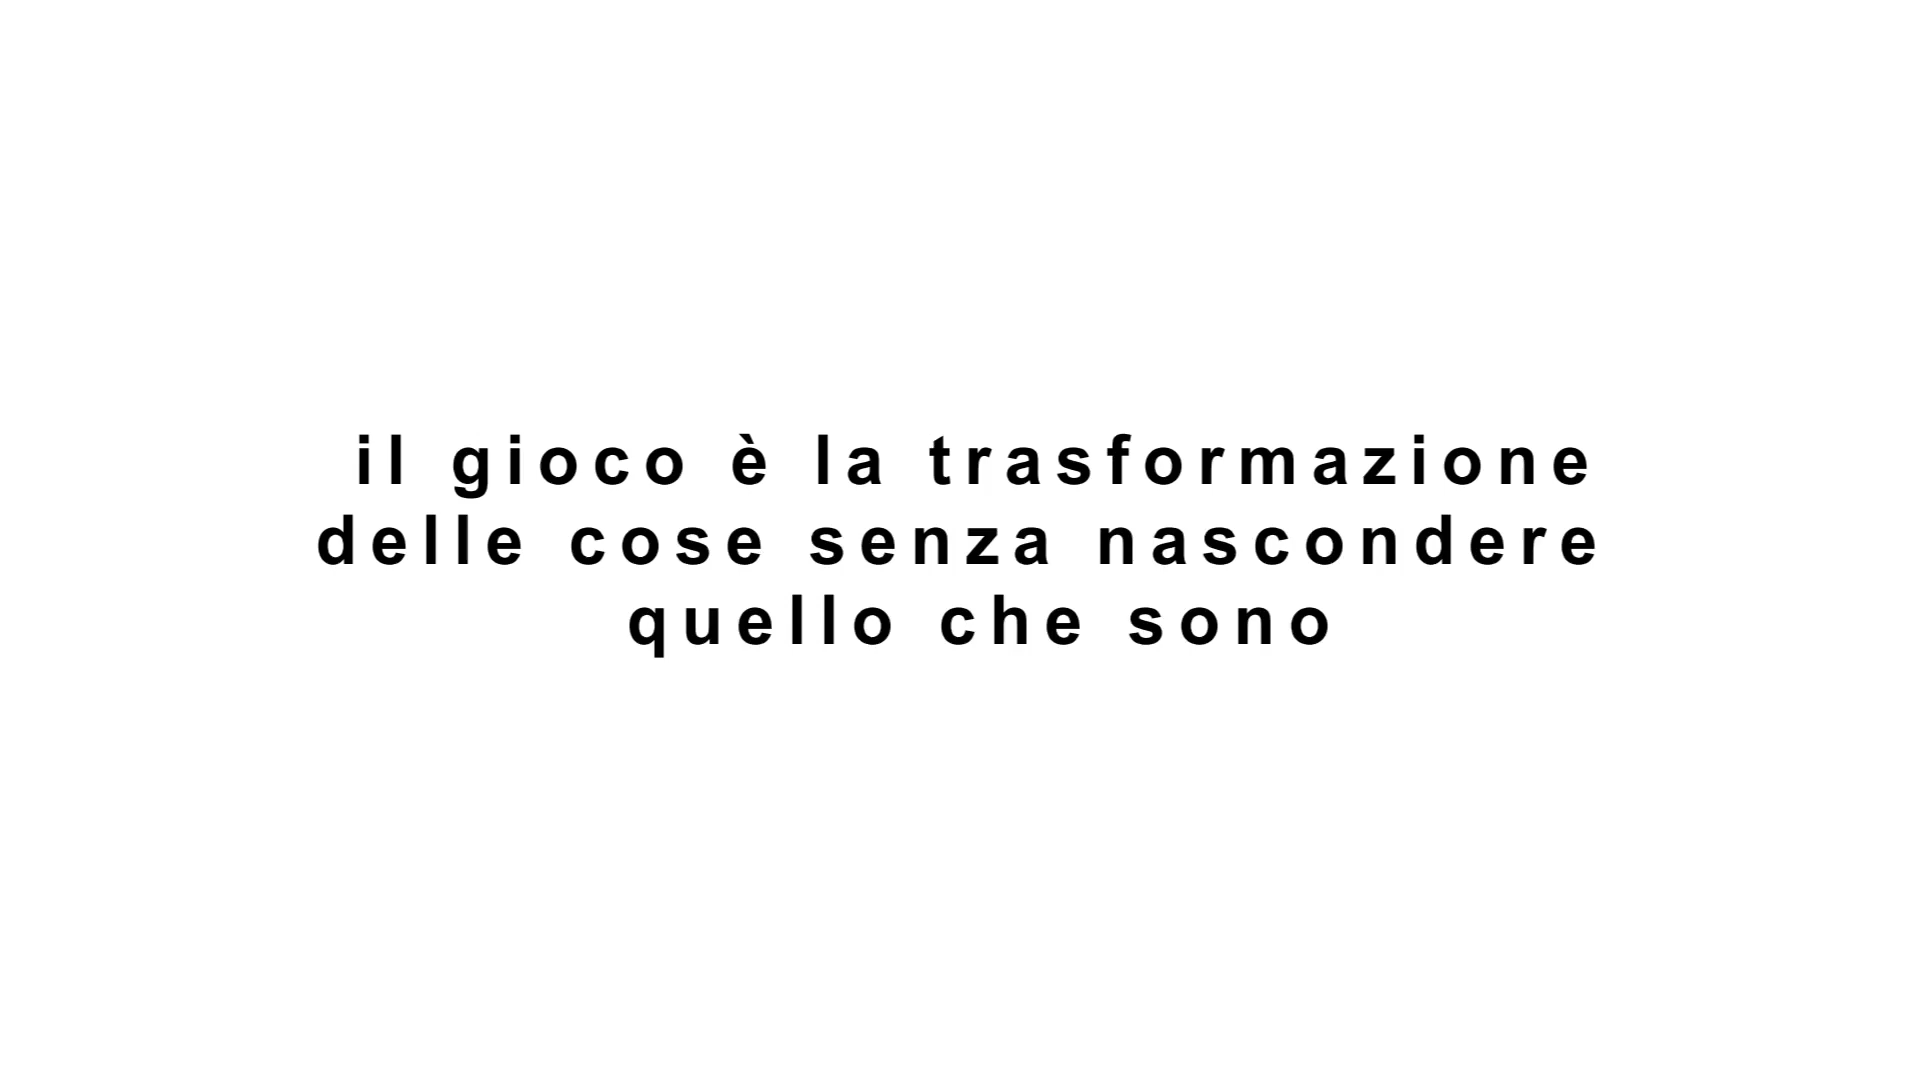 il gioco è la trasformazione
delle cose senza nascondere
quello che sono